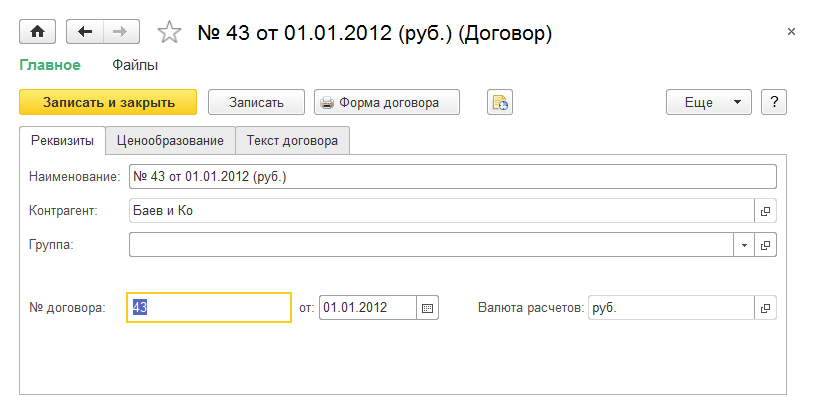 № 43 от 01.01.2012 (руб.) (Договор)
Главное Файлы
Записать и закрыть Записать Форма договора Еще ?
Реквизиты Ценообразование Текст договора
Наименование: № 43 от 01.01.2012 (руб.)
Контрагент: Баев и Ко
Группа:
№ договора: 43 от: 01.01.2012 Валюта расчетов: руб.